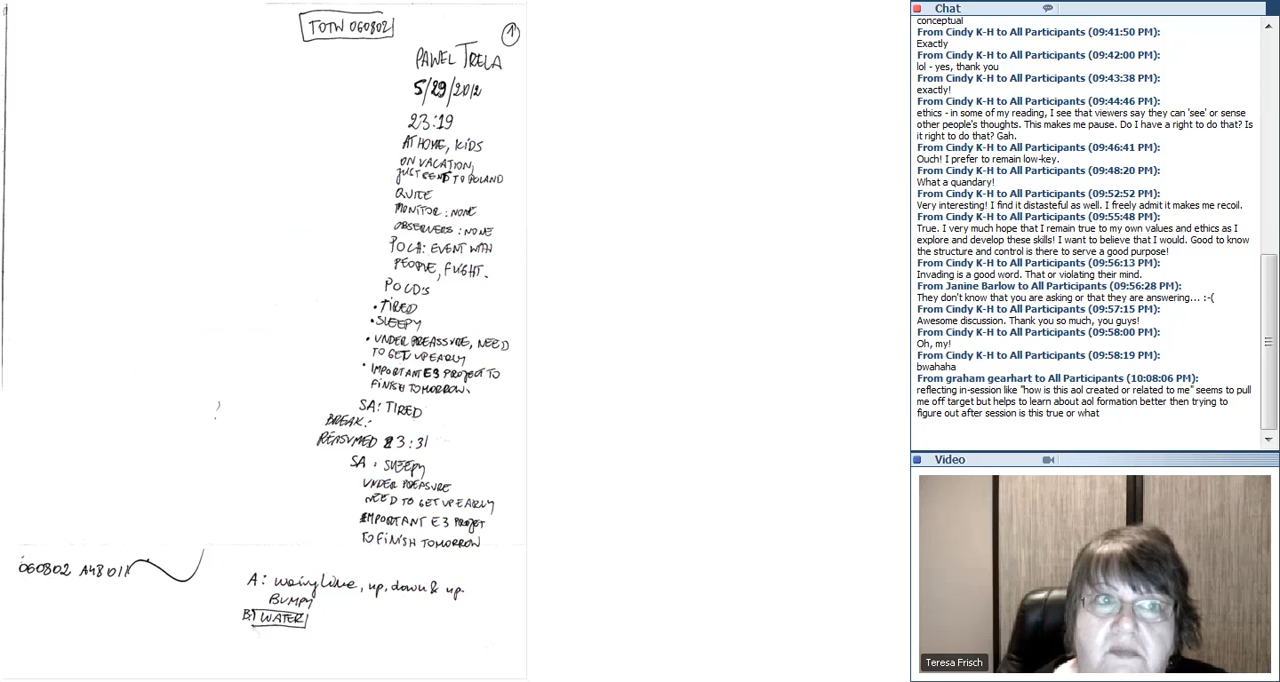 TOTW 060802
1
PAWEL TRELA
5/29/2012
23:19
AT HOME, KIDS
ON VACATION,
JUST SEND TO POLAND
QUITE
MONITOR : NONE
OBSERVERS : NONE
POCA: EVENT WITH
PEOPLE, FLIGHT.
POCD'S
• TIRED
• SLEEPY
• UNDER PREASSURE, NEED
TO GET UP EARLY
• IMPORTANT E3 PROJECT TO
FINISH TOMORROW.
SA: TIRED
BREAK:
REASUMED 23:31
SA : SLEEPY
UNDER PREASURE
NEED TO GET UP EARLY
IMPORTANT E3 PROJET
TO FINISH TOMORROW
060802 A48011
A: waivy line, up, down & up.
BUMPY
B: WATER
Chat
conceptual
From Cindy K-H to All Participants (09:41:50 PM):
Exactly
From Cindy K-H to All Participants (09:42:00 PM):
lol - yes, thank you
From Cindy K-H to All Participants (09:43:38 PM):
exactly!
From Cindy K-H to All Participants (09:44:46 PM):
ethics - in some of my reading, I see that viewers say they can 'see' or sense
other people's thoughts. This makes me pause. Do I have a right to do that? Is
it right to do that? Gah.
From Cindy K-H to All Participants (09:46:41 PM):
Ouch! I prefer to remain low-key.
From Cindy K-H to All Participants (09:48:20 PM):
What a quandary!
From Cindy K-H to All Participants (09:52:52 PM):
Very interesting! I find it distasteful as well. I freely admit it makes me recoil.
From Cindy K-H to All Participants (09:55:48 PM):
True. I very much hope that I remain true to my own values and ethics as I
explore and develop these skills! I want to believe that I would. Good to know
the structure and control is there to serve a good purpose!
From Cindy K-H to All Participants (09:56:13 PM):
Invading is a good word. That or violating their mind.
From Janine Barlow to All Participants (09:56:28 PM):
They don't know that you are asking or that they are answering... :-(
From Cindy K-H to All Participants (09:57:15 PM):
Awesome discussion. Thank you so much, you guys!
From Cindy K-H to All Participants (09:58:00 PM):
Oh, my!
From Cindy K-H to All Participants (09:58:19 PM):
bwahaha
From graham gearhart to All Participants (10:08:06 PM):
reflecting in-session like "how is this aol created or related to me" seems to pull
me off target but helps to learn about aol formation better then trying to
figure out after session is this true or what
Video
Teresa Frisch